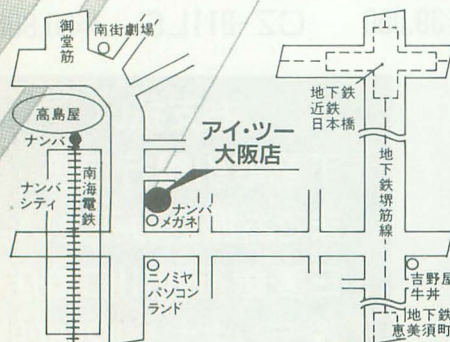 御堂筋
南街劇場
高島屋
ナンバ
ナンバ
シティ
南海電鉄
アイ・ツー
大阪店
ナンバ
メガネ
ニノミヤ
パソコン
ランド
地下鉄
近鉄
日本橋
地下鉄堺筋線
吉野屋
牛丼
地下鉄
恵美須町